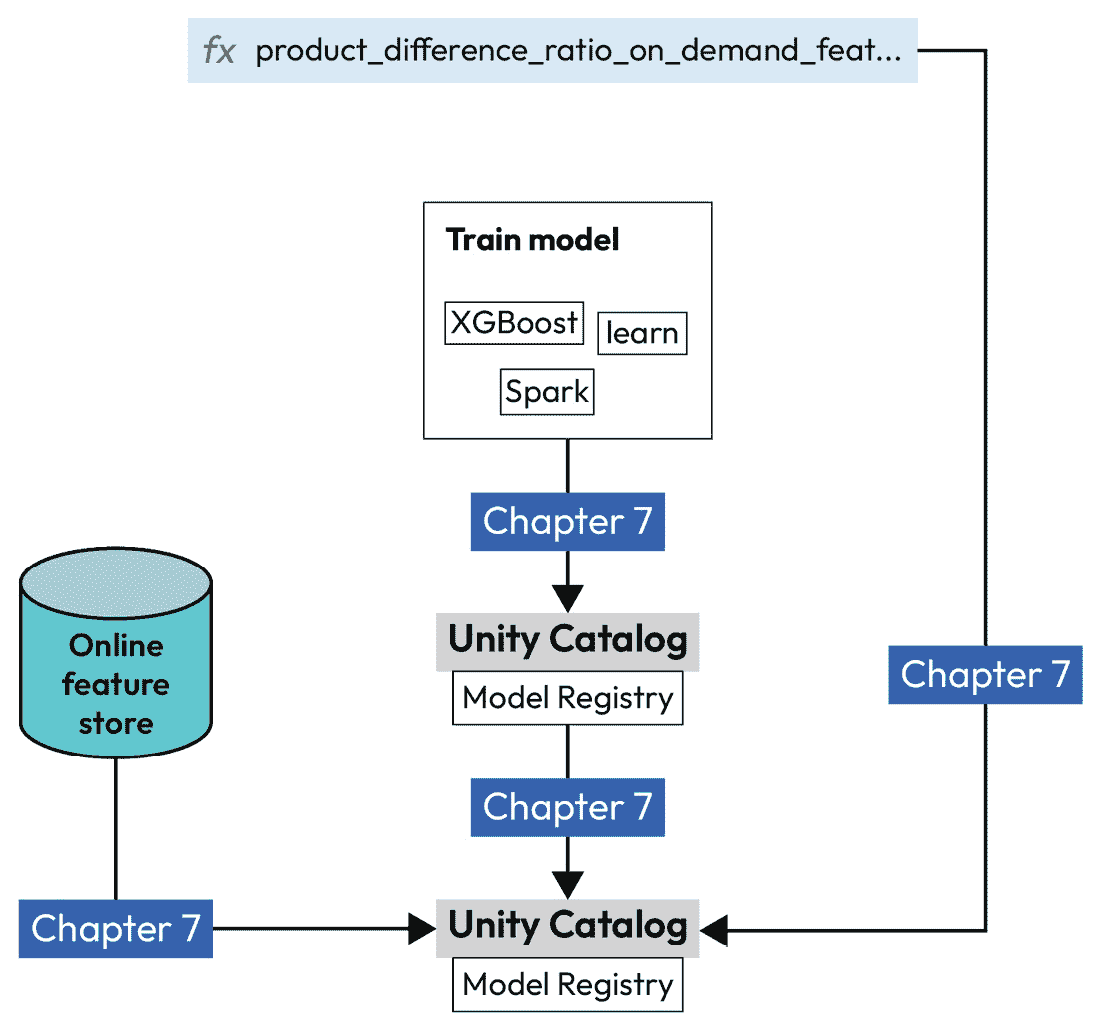 fx product_difference_ratio_on_demand_feat...
Train model
XGBoost
learn
Spark
Chapter 7
Unity Catalog
Model Registry
Online
feature
store
Chapter 7
Chapter 7
Chapter 7
Unity Catalog
Model Registry